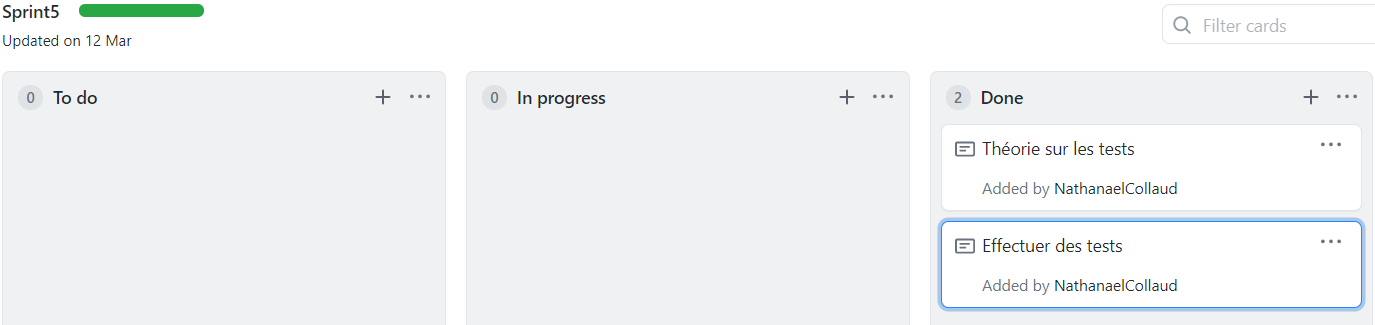 Sprint5
Updated on 12 Mar
Filter cards
0 To do
0 In progress
2 Done
Théorie sur les tests
Added by NathanaelCollaud
Effectuer des tests
Added by NathanaelCollaud